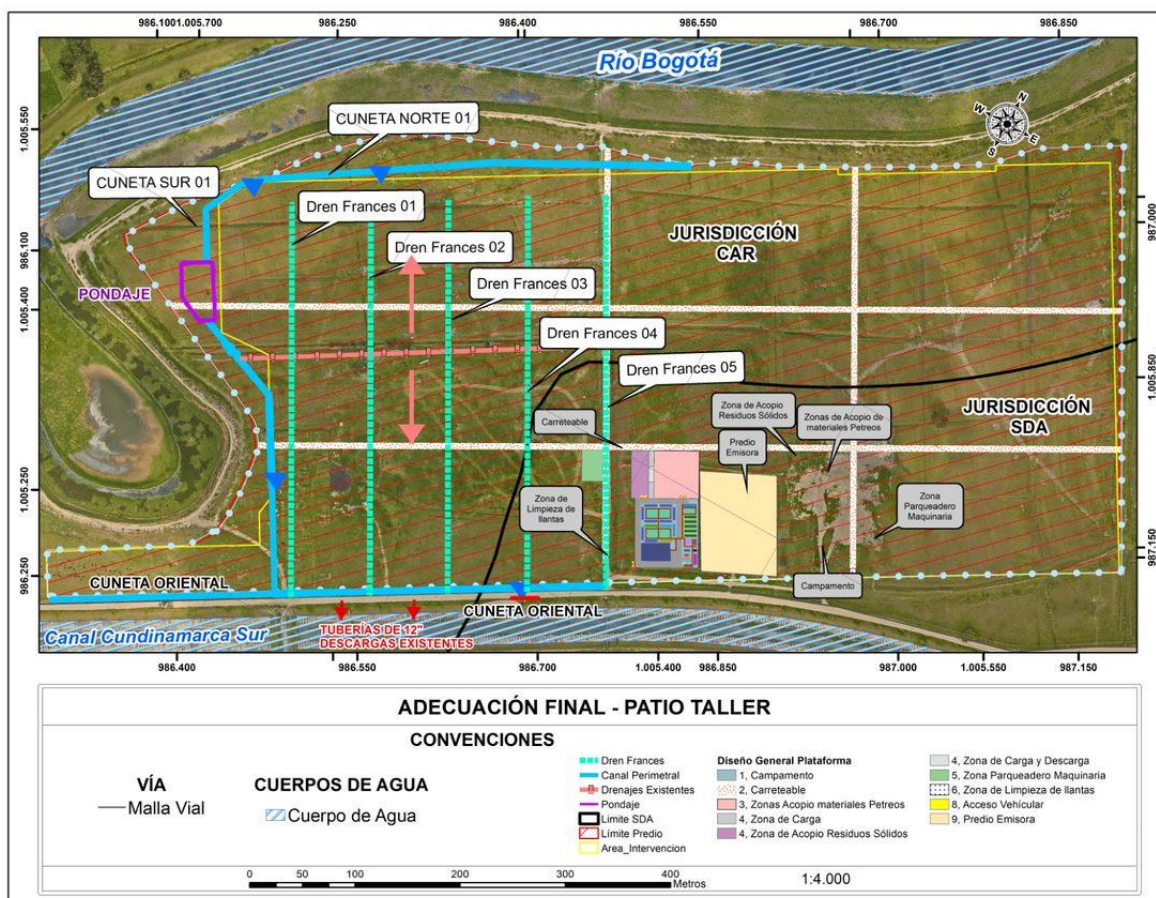 986.100 1.005.700 986.250 986.400 986.550 986.700 986.850
Río Bogotá
N
W
E
S
1.005.550
CUNETA NORTE 01
CUNETA SUR 01
Dren Frances 01
JURISDICCIÓN
CAR
987.000
986.100
Dren Frances 02
PONDAJE
Dren Frances 03
1.005.400
Dren Frances 04
Dren Frances 05
1.005.850
JURISDICCIÓN
SDA
Carreteable
Zona de Acopio
Residuos Sólidos
Zonas de Acopio de
materiales Petreos
Predio
Emisora
1.005.250
Zona de
Limpieza de
llantas
Zona
Parqueadero
Maquinaria
987.150
986.250
CUNETA ORIENTAL
Campamento
CUNETA ORIENTAL
Canal Cundinamarca Sur
TUBERÍAS DE 12"
DESCARGAS EXISTENTES
986.400 986.550 986.700 1.005.400 986.850 987.000 1.005.550 987.150
ADECUACIÓN FINAL - PATIO TALLER
CONVENCIONES
VÍA
Malla Vial
CUERPOS DE AGUA
Cuerpo de Agua
Dren Frances
Canal Perimetral
Drenajes Existentes
Pondaje
Limite SDA
Límite Predio
Area_Intervencion
Diseño General Plataforma
1, Campamento
2, Carreteable
3, Zonas Acopio materiales Petreos
4, Zona de Carga
4, Zona de Acopio Residuos Sólidos
4, Zona de Carga y Descarga
5, Zona Parqueadero Maquinaria
6, Zona de Limpieza de llantas
8, Acceso Vehícular
9, Predio Emisora
0 50 100 200 300 400
Metros
1:4.000